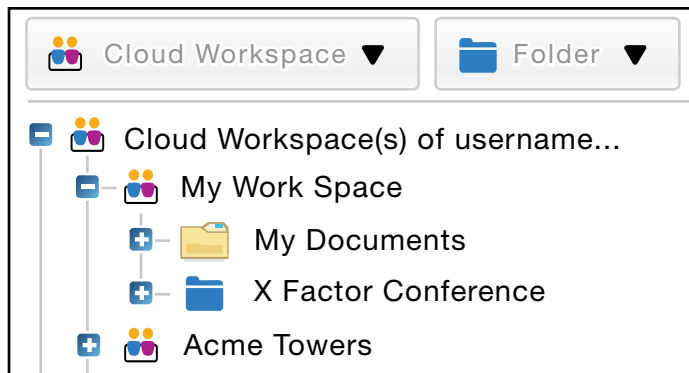 Cloud Workspace Folder
Cloud Workspace(s) of username...
My Work Space
My Documents
X Factor Conference
Acme Towers